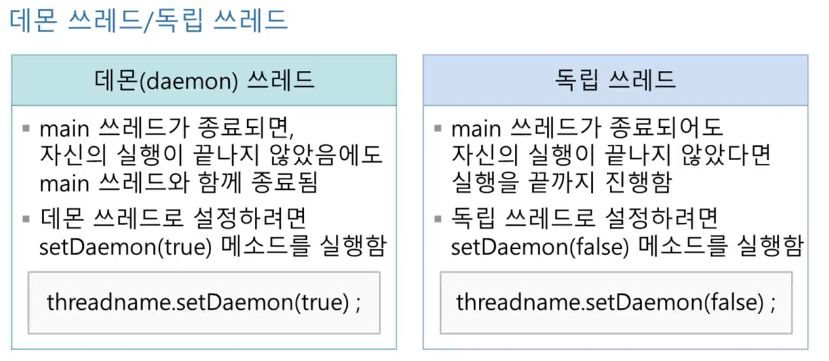 데몬 쓰레드/독립 쓰레드
데몬(daemon) 쓰레드
▪ main 쓰레드가 종료되면,
자신의 실행이 끝나지 않았음에도
main 쓰레드와 함께 종료됨
▪ 데몬 쓰레드로 설정하려면
setDaemon(true) 메소드를 실행함
threadname.setDaemon(true) ;
독립 쓰레드
▪ main 쓰레드가 종료되어도
자신의 실행이 끝나지 않았다면
실행을 끝까지 진행함
▪ 독립 쓰레드로 설정하려면
setDaemon(false) 메소드를 실행함
threadname.setDaemon(false) ;